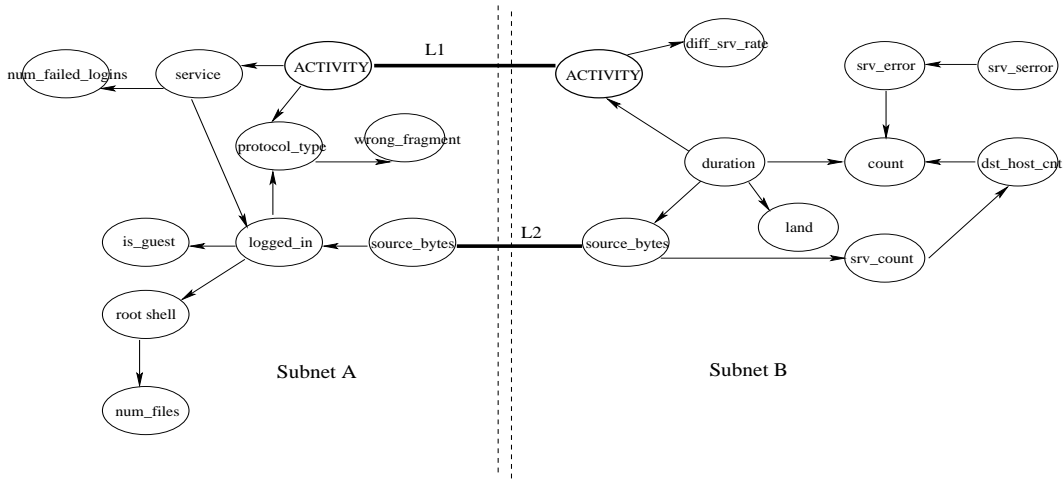 L1
diff_srv_rate
num_failed_logins
service
ACTIVITY
ACTIVITY
srv_error
srv_serror
protocol_type
wrong_fragment
duration
count
dst_host_cnt
is_guest
logged_in
source_bytes
L2
source_bytes
land
srv_count
root shell
Subnet A
Subnet B
num_files